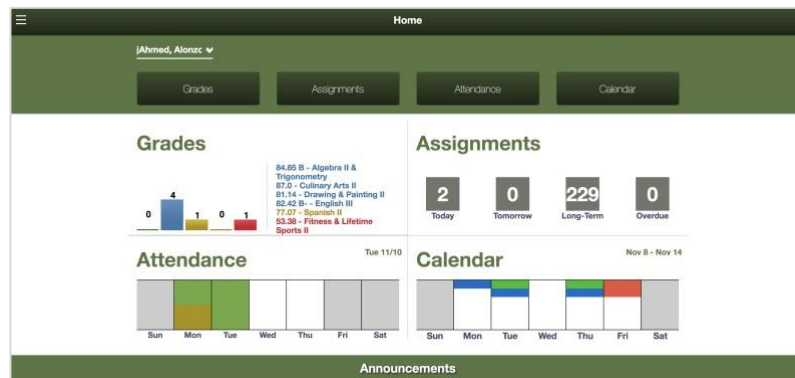 Home
jAhmed, Alonzc
Grades
Assignments
Attendance
Calendar
Grades
0
4
1
0
1
84.85 B - Algebra II &
Trigonometry
87.0 - Culinary Arts II
81.14 - Drawing & Painting II
82.42 B- - English III
77.07 - Spanish II
53.38 - Fitness & Lifetime
Sports II
Assignments
2
0
229
0
Today
Tomorrow
Long-Term
Overdue
Attendance
Tue 11/10
Sun Mon Tue Wed Thu Fri Sat
Calendar
Nov 8 - Nov 14
Sun Mon Tue Wed Thu Fri Sat
Announcements